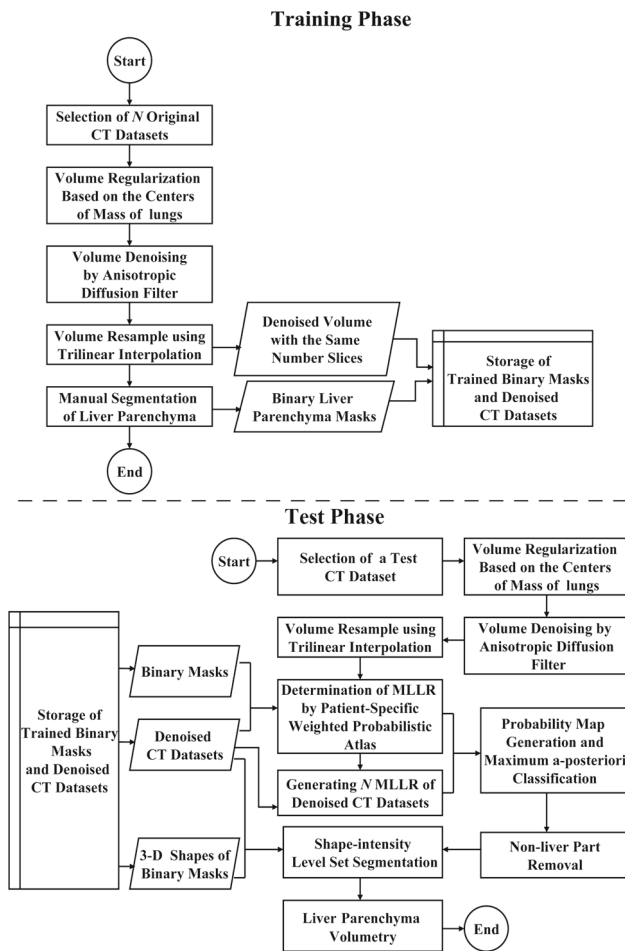 Training Phase
Start
Selection of N Original
CT Datasets
Volume Regularization
Based on the Centers
of Mass of lungs
Volume Denoising
by Anisotropic
Diffusion Filter
Volume Resample using
Trilinear Interpolation
Denoised Volume
with the Same
Number Slices
Storage of
Trained Binary Masks
and Denoised
CT Datasets
Manual Segmentation
of Liver Parenchyma
Binary Liver
Parenchyma Masks
End
Test Phase
Start
Selection of a Test
CT Dataset
Volume Regularization
Based on the Centers
of Mass of lungs
Volume Resample using
Trilinear Interpolation
Volume Denoising by
Anisotropic Diffusion
Filter
Binary Masks
Storage of
Trained Binary
Masks
and Denoised
CT Datasets
Denoised
CT Datasets
Determination of MLLR
by Patient-Specific
Weighted Probabilistic
Atlas
Probability Map
Generation and
Maximum a-posteriori
Classification
Generating N MLLR of
Denoised CT Datasets
3-D Shapes of
Binary Masks
Shape-intensity
Level Set Segmentation
Non-liver Part
Removal
Liver Parenchyma
Volumetry
End